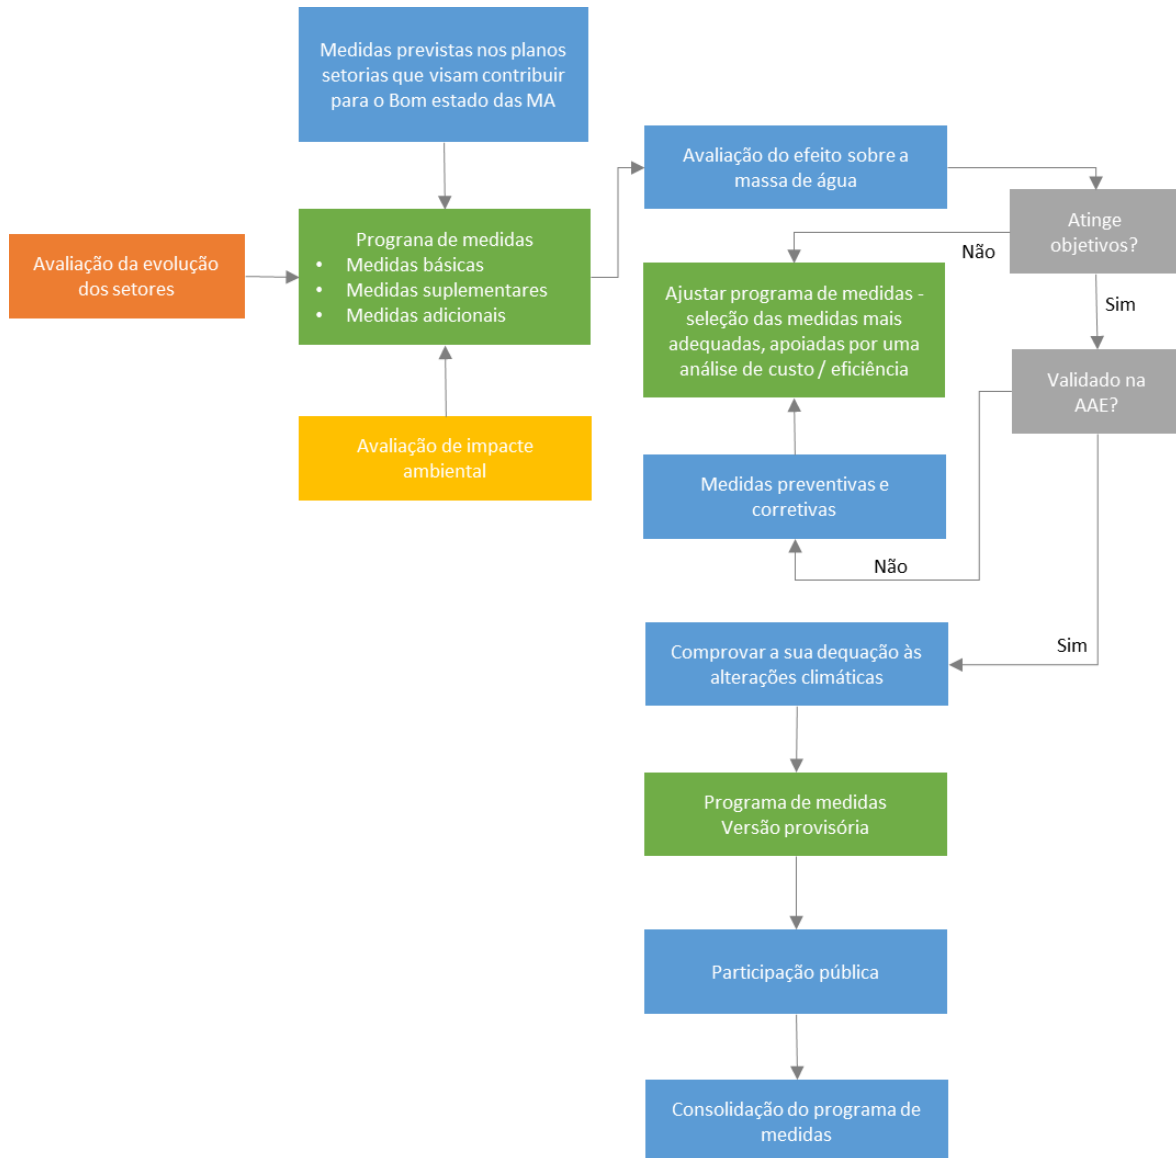 Medidas previstas nos planos
setorias que visam contribuir
para o Bom estado das MA
Avaliação do efeito sobre a
massa de água
Atinge
objetivos?
Não
Sim
Avaliação da evolução
dos setores
Prograna de medidas
• Medidas básicas
• Medidas suplementares
• Medidas adicionais
Ajustar programa de medidas -
seleção das medidas mais
adequadas, apoiadas por uma
análise de custo / eficiência
Validado na
AAE?
Avaliação de impacte
ambiental
Medidas preventivas e
corretivas
Não
Sim
Comprovar a sua dequação às
alterações climáticas
Programa de medidas
Versão provisória
Participação pública
Consolidação do programa de
medidas